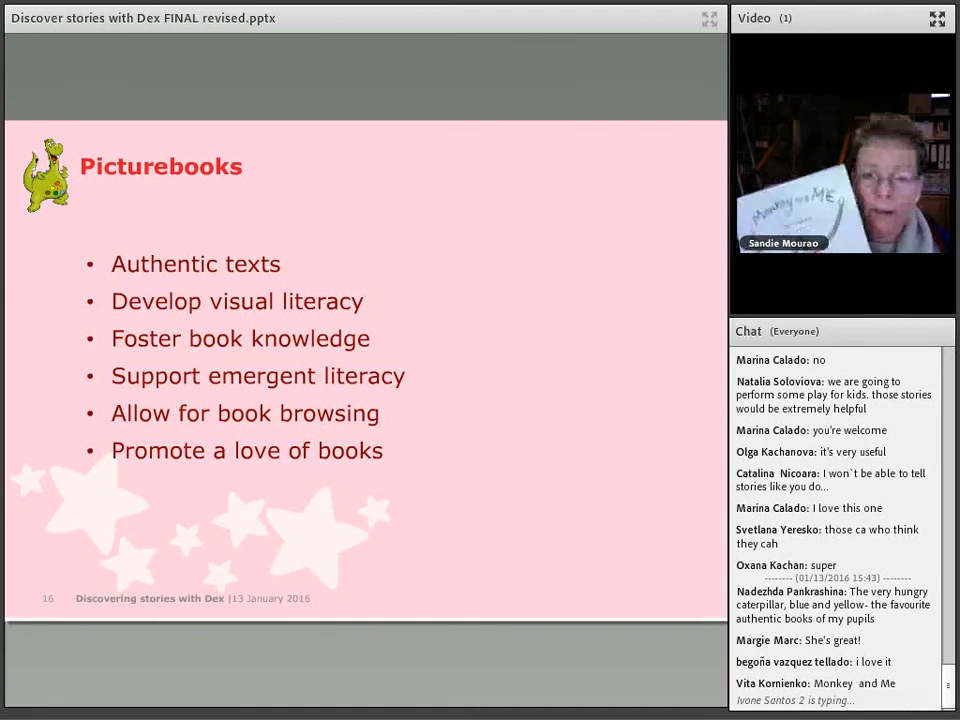 Discover stories with Dex FINAL revised.pptx
Picturebooks
• Authentic texts
• Develop visual literacy
• Foster book knowledge
• Support emergent literacy
• Allow for book browsing
• Promote a love of books
16 Discovering stories with Dex |13 January 2016
Video (1)
Monkey and ME
Sandie Mourao
Chat (Everyone)
Marina Calado: no
Natalia Soloviova: we are going to
perform some play for kids. those stories
would be extremely helpful
Marina Calado: you're welcome
Olga Kachanova: it's very useful
Catalina Nicoara: I won`t be able to tell
stories like you do...
Marina Calado: I love this one
Svetlana Yeresko: those ca who think
they cah
Oxana Kachan: super
-------- (01/13/2016 15:43) --------
Nadezhda Pankrashina: The very hungry
caterpillar, blue and yellow- the favourite
authentic books of my pupils
Margie Marc: She's great!
begoña vazquez tellado: i love it
Vita Kornienko: Monkey and Me
Ivone Santos 2 is typing...